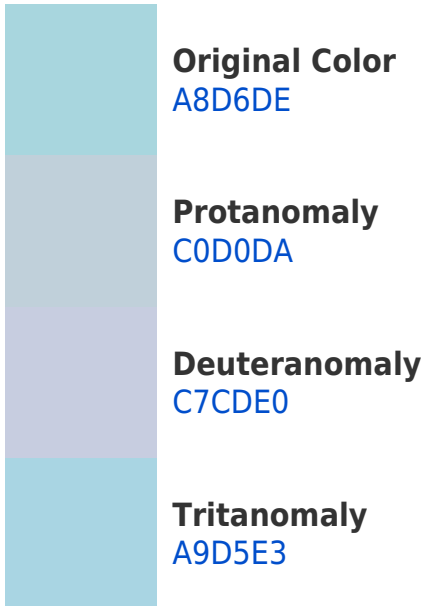 Original Color
A8D6DE
Protanomaly
C0D0DA
Deuteranomaly
C7CDE0
Tritanomaly
A9D5E3